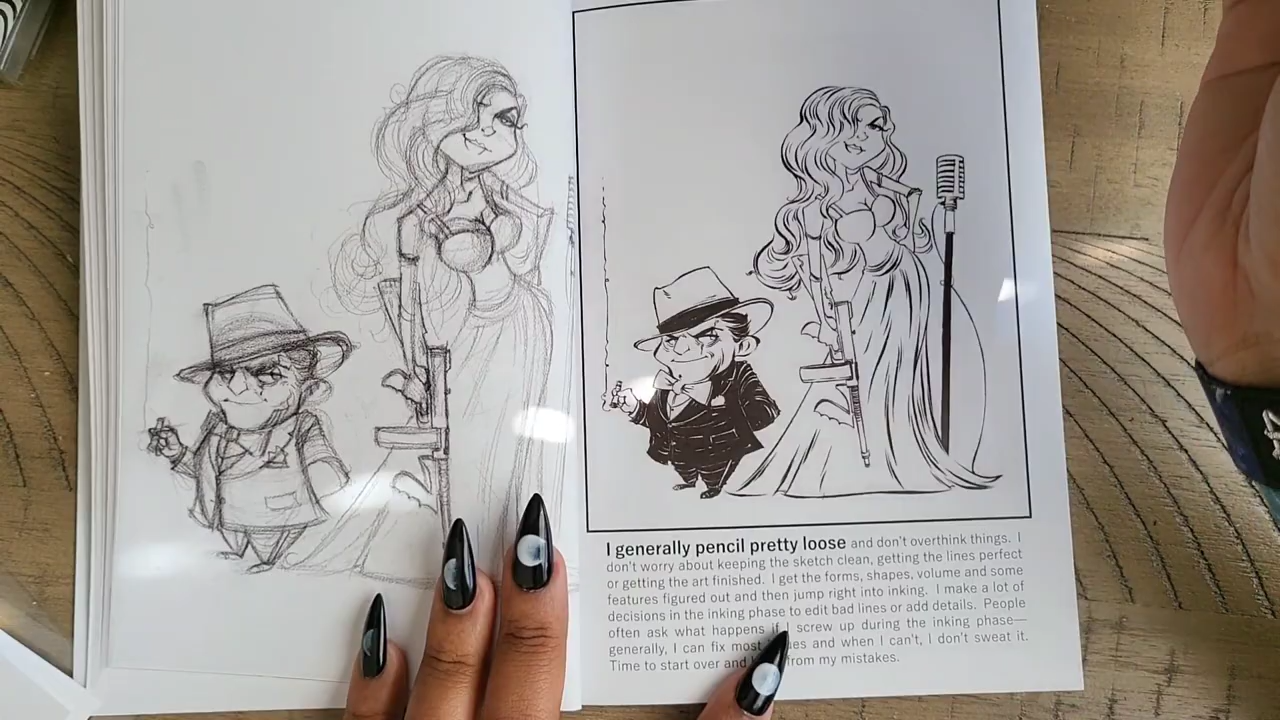 I generally pencil pretty loose and don't overthink things. I
don't worry about keeping the sketch clean, getting the lines perfect
or getting the art finished. I get the forms, shapes, volume and some
features figured out and then jump right into inking. I make a lot of
decisions in the inking phase to edit bad lines or add details. People
often ask what happens if I screw up during the inking phase—
generally, I can fix most and when I can't, I don't sweat it.
Time to start over and from my mistakes.